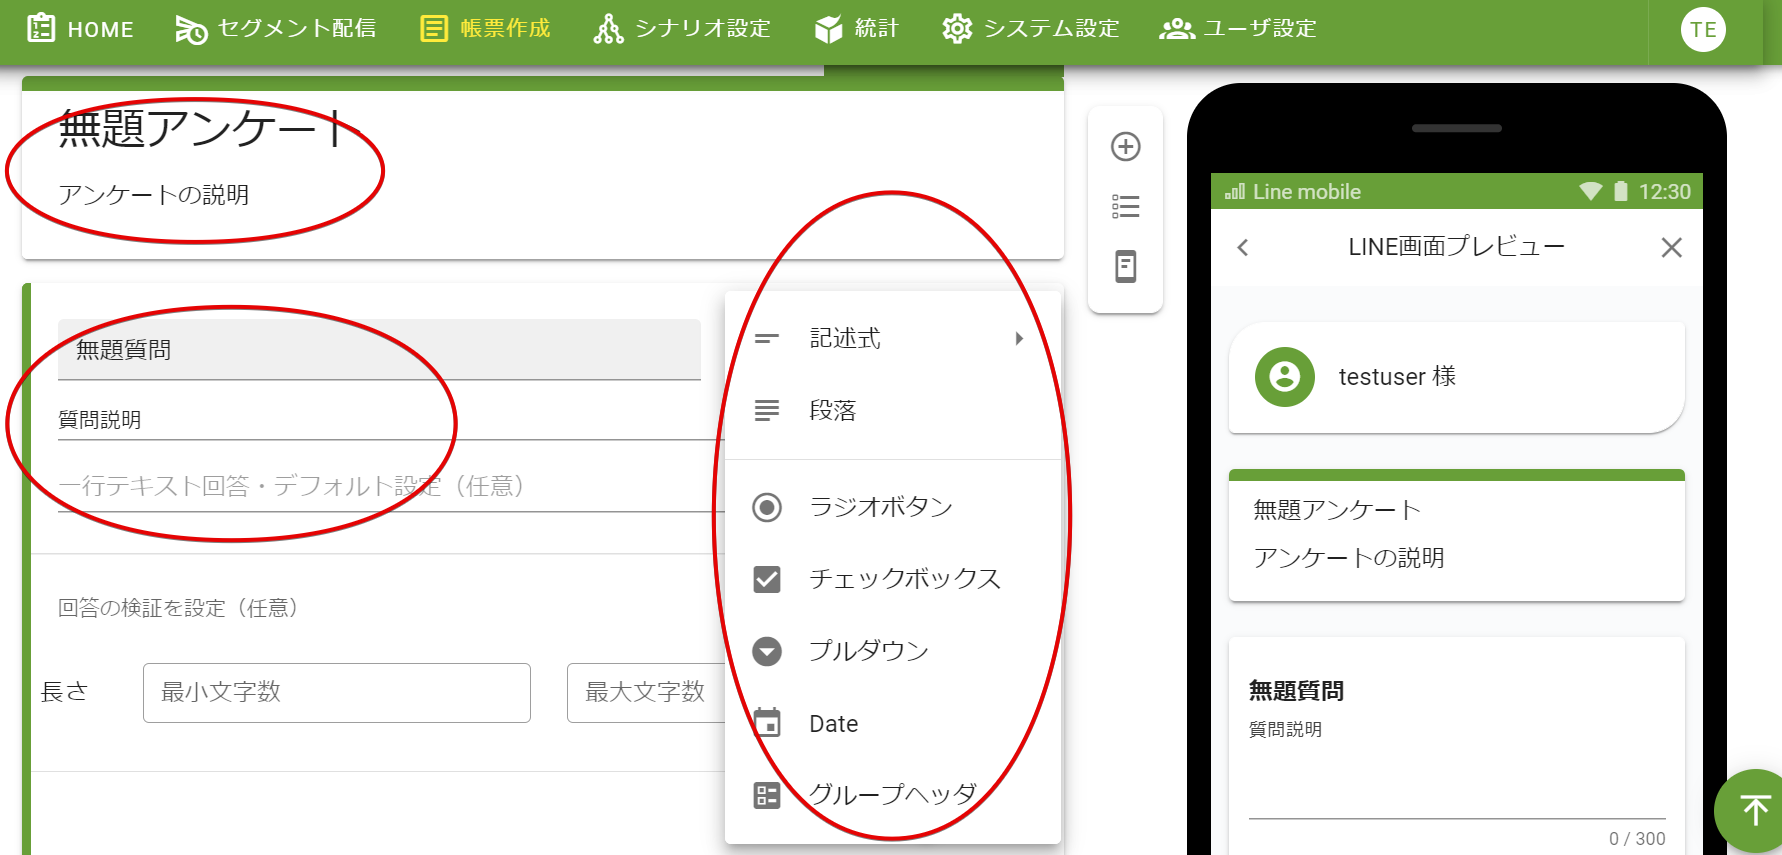 HOME セグメント配信 帳票作成 シナリオ設定 統計 システム設定 ユーザ設定 TE
無題アンケート
アンケートの説明
無題質問
質問説明
一行テキスト回答・デフォルト設定（任意）
回答の検証を設定（任意）
長さ 最小文字数 最大文字数
記述式
段落
ラジオボタン
チェックボックス
プルダウン
Date
グループヘッダ
Line mobile 12:30
LINE画面プレビュー
testuser 様
無題アンケート
アンケートの説明
無題質問
質問説明
0 / 300